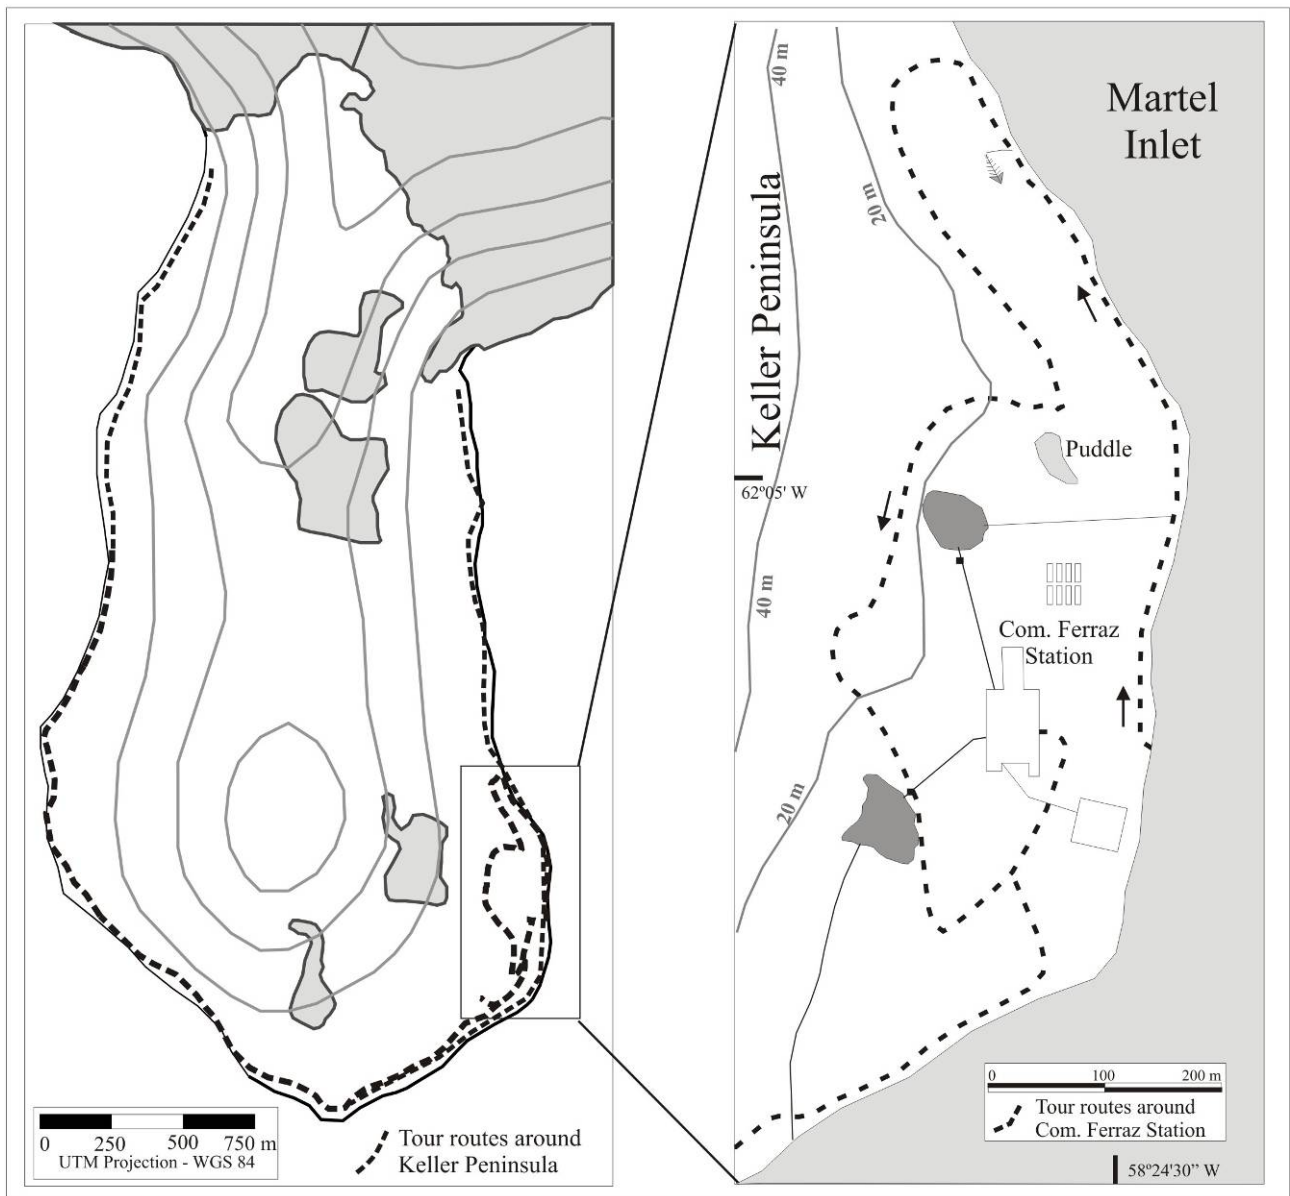 0 250 500 750 m
UTM Projection - WGS 84
Tour routes around
Keller Peninsula
Martel
Inlet
40 m
20 m
Keller Peninsula
Puddle
62º05' W
40 m
Com. Ferraz
Station
20 m
0 100 200 m
Tour routes around
Com. Ferraz Station
58º24'30” W